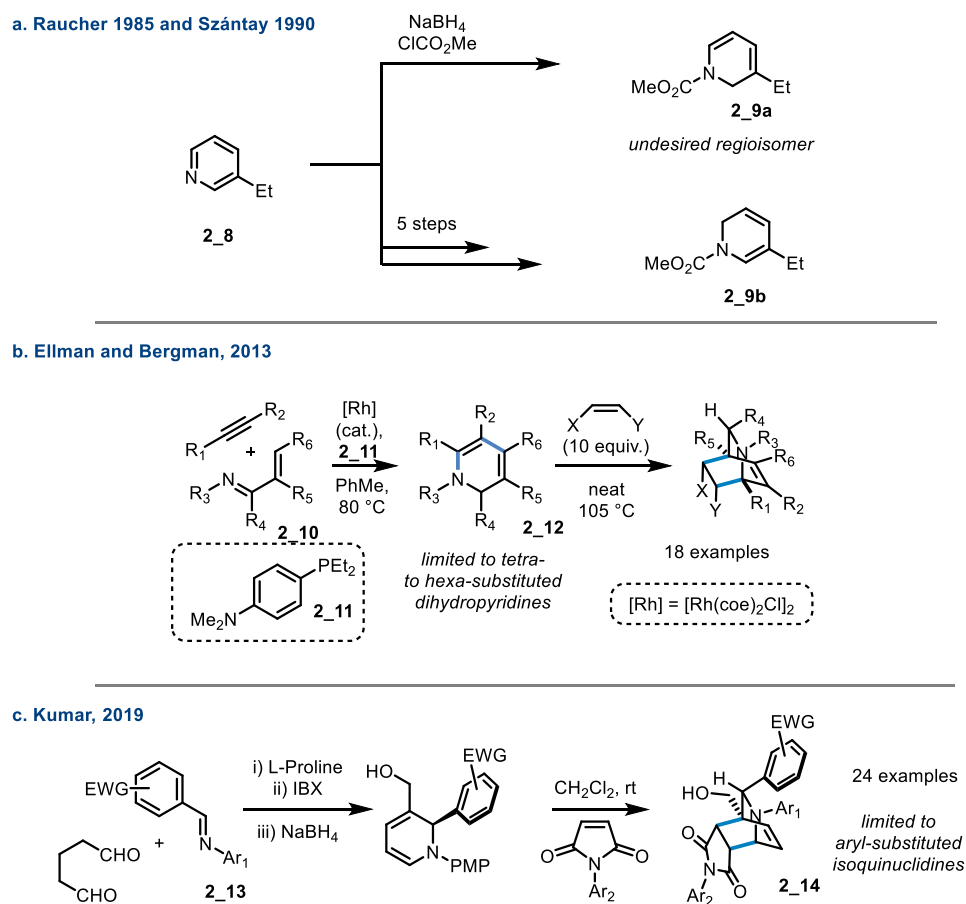 a. Raucher 1985 and Szántay 1990
NaBH4
ClCO2Me
N
Et
2_8
MeO2C
N
Et
2_9a
undesired regioisomer
5 steps
MeO2C
N
Et
2_9b
b. Ellman and Bergman, 2013
R1
R2
+
R3
N
R4
R5
R6
2_10
[Rh]
(cat.),
2_11
PhMe,
80 °C
R1
R2
R6
N
R3
R5
R4
2_12
X
Y
(10 equiv.)
neat
105 °C
H
R4
R5
R3
N
R6
X
Y
R1
R2
PEt2
Me2N
2_11
limited to tetra-
to hexa-substituted
dihydropyridines
18 examples
[Rh] = [Rh(coe)2Cl]2
c. Kumar, 2019
EWG
CHO
CHO
+
N
Ar1
2_13
i) L-Proline
ii) IBX
iii) NaBH4
HO
EWG
N
PMP
CH2Cl2, rt
O
N
O
Ar2
EWG
H
HO
N
Ar1
O
N
O
Ar2
2_14
24 examples
limited to
aryl-substituted
isoquinuclidines